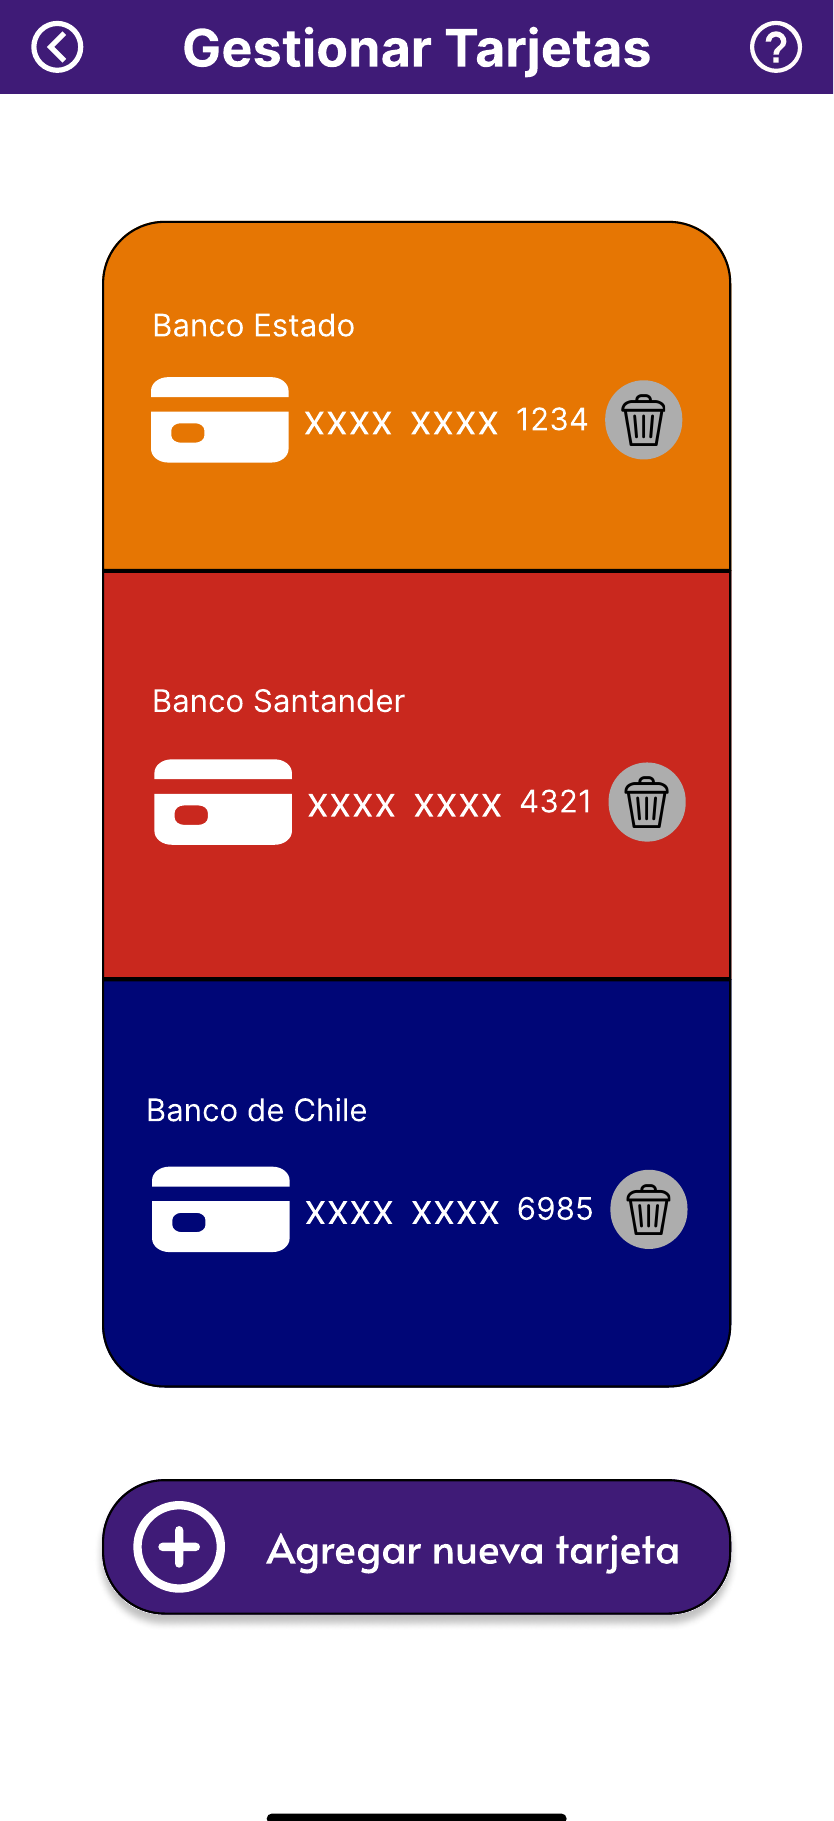 Gestionar Tarjetas
?
Banco Estado
xxxx xxxx 1234
Banco Santander
xxxx xxxx 4321
Banco de Chile
xxxx xxxx 6985
Agregar nueva tarjeta